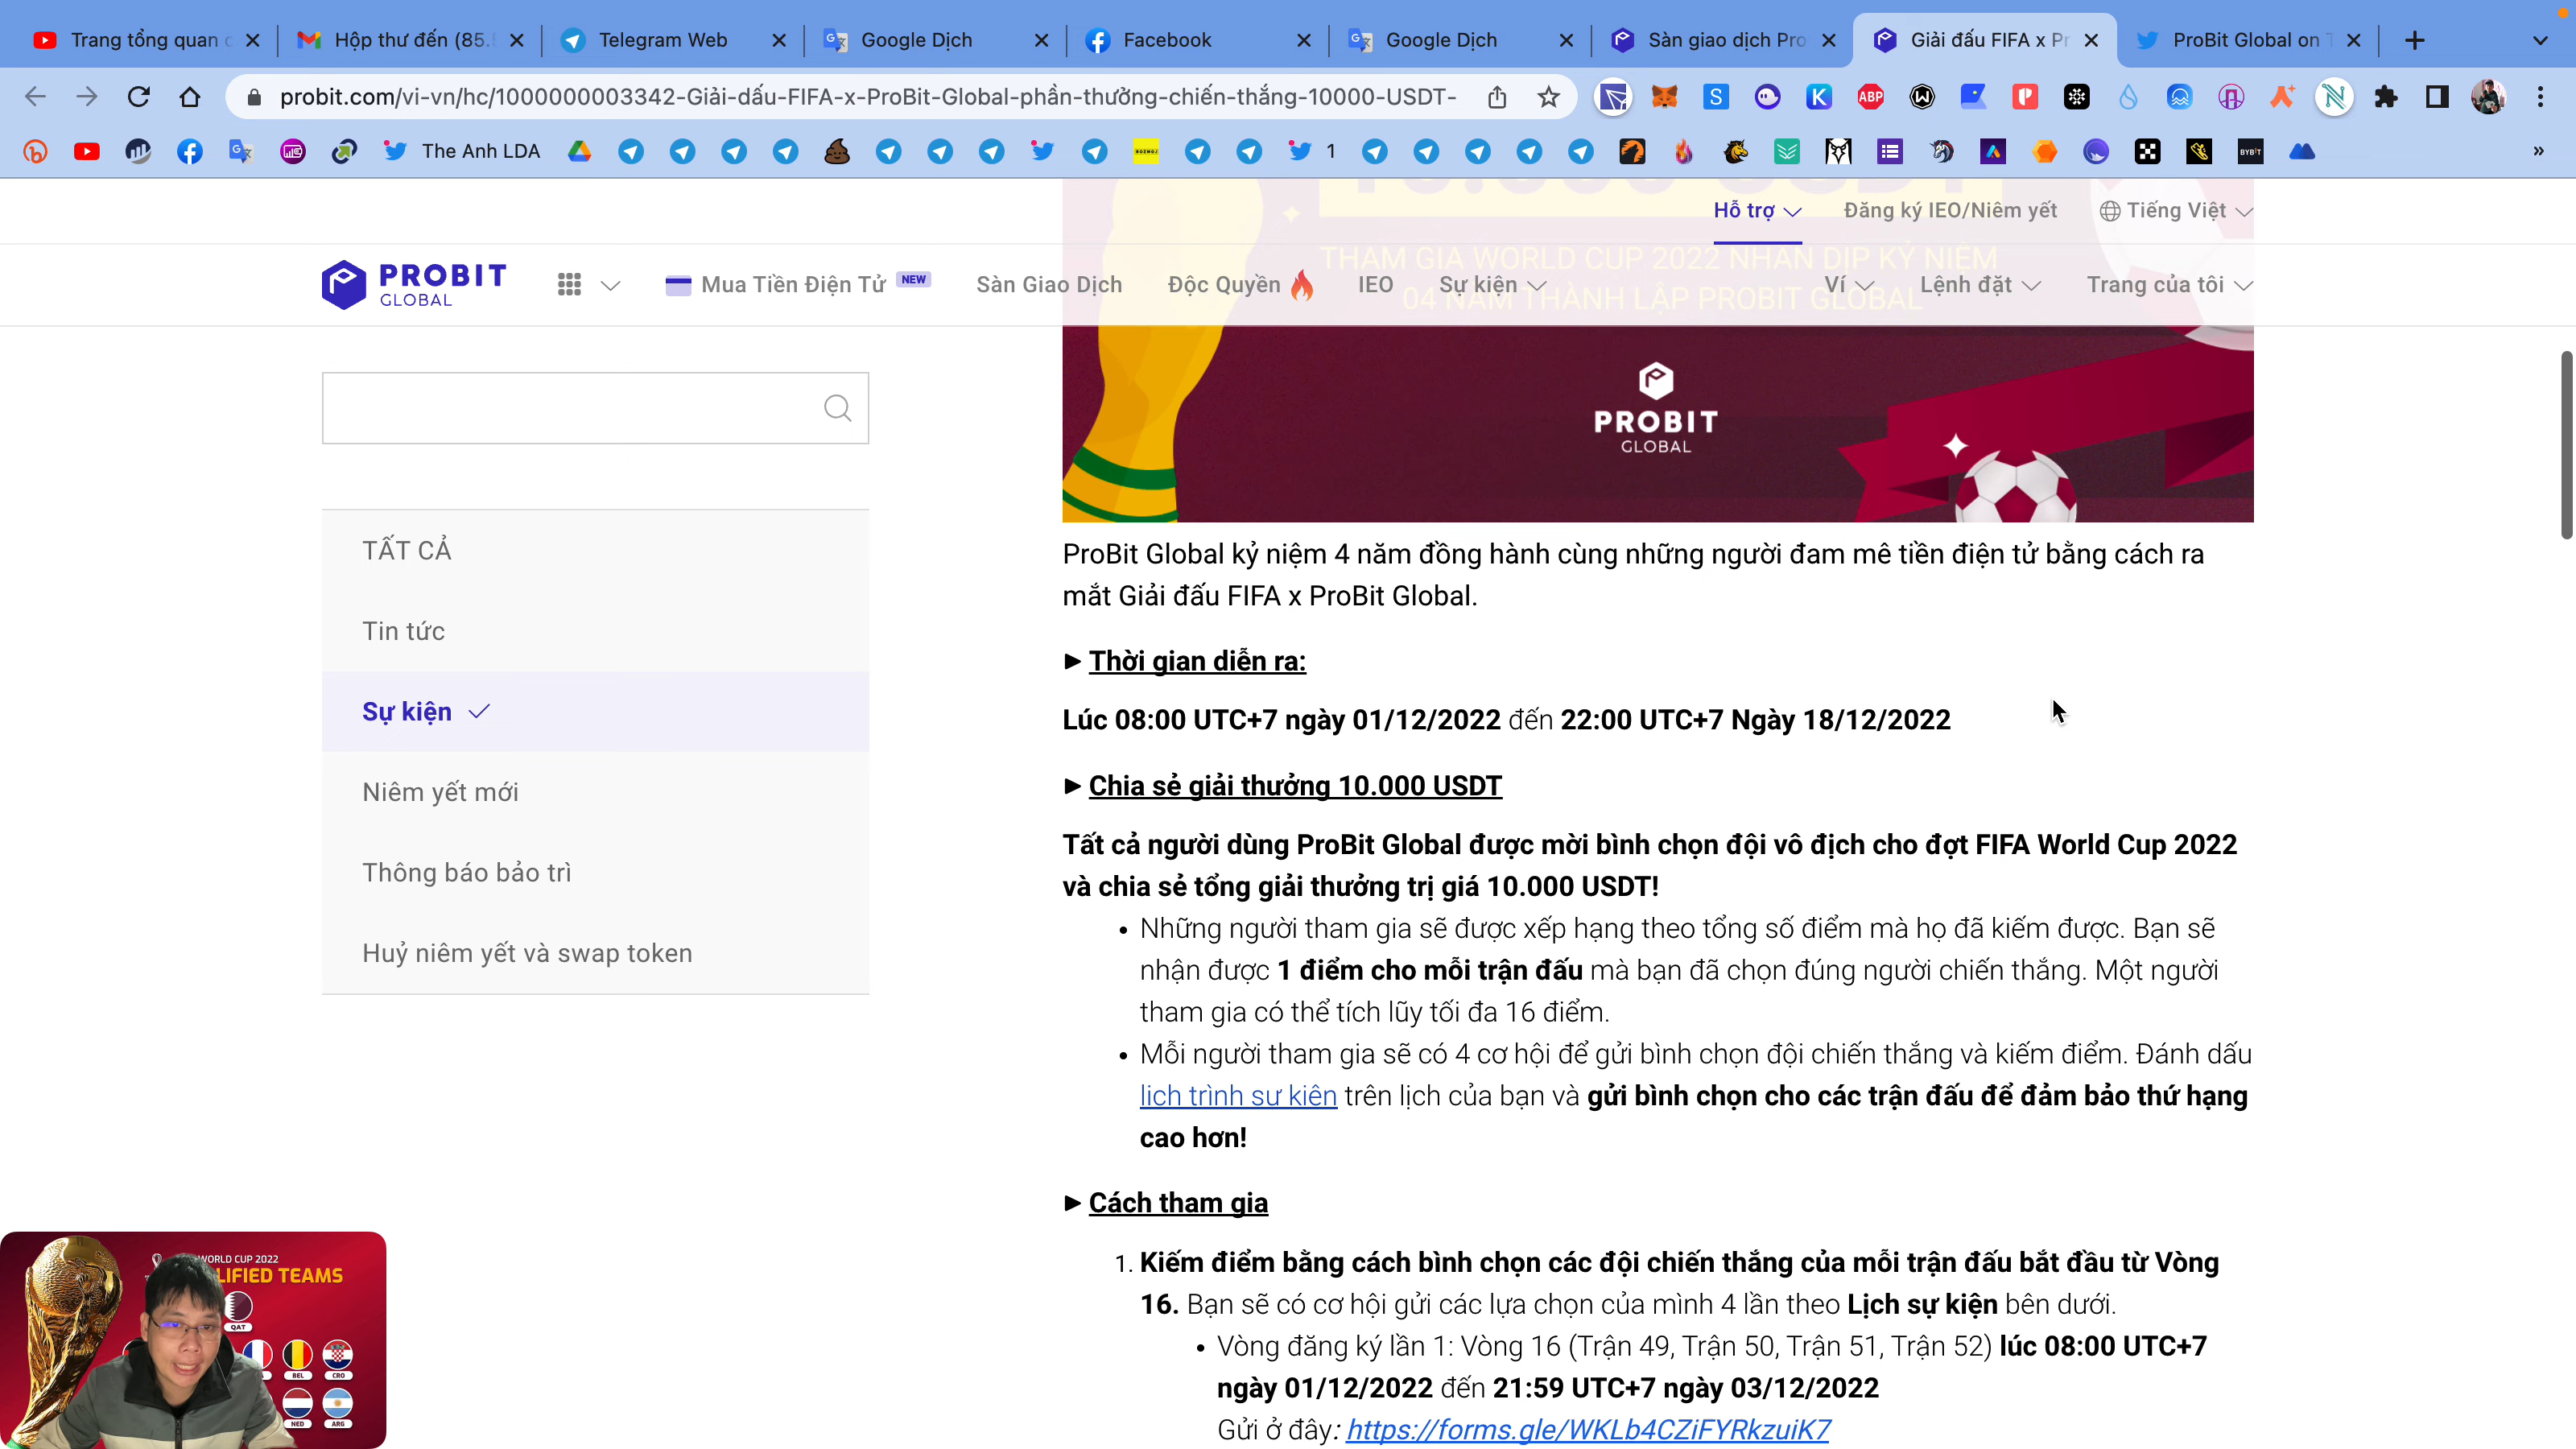 Trang tổng quan c
Hộp thư đến (85.5
Telegram Web
Google Dịch
Facebook
Google Dịch
Sàn giao dịch Pro
Giải đấu FIFA x Pr
ProBit Global on T
probit.com/vi-vn/hc/1000000003342-Giải-đấu-FIFA-x-ProBit-Global-phần-thưởng-chiến-thắng-10000-USDT-
ABP
The Anh LDA
1
BYBIT
Hỗ trợ
Đăng ký IEO/Niêm yết
Tiếng Việt
THAM GIA WORLD CUP 2022 NHÂN DỊP KỶ NIỆM
04 NĂM THÀNH LẬP PROBIT GLOBAL
PROBIT
GLOBAL
Mua Tiền Điện Tử NEW
Sàn Giao Dịch
Độc Quyền
IEO
Sự kiện
Ví
Lệnh đặt
Trang của tôi
PROBIT
GLOBAL
TẤT CẢ
Tin tức
Sự kiện
Niêm yết mới
Thông báo bảo trì
Huỷ niêm yết và swap token
ProBit Global kỷ niệm 4 năm đồng hành cùng những người đam mê tiền điện tử bằng cách ra
mắt Giải đấu FIFA x ProBit Global.
► Thời gian diễn ra:
Lúc 08:00 UTC+7 ngày 01/12/2022 đến 22:00 UTC+7 Ngày 18/12/2022
► Chia sẻ giải thưởng 10.000 USDT
Tất cả người dùng ProBit Global được mời bình chọn đội vô địch cho đợt FIFA World Cup 2022
và chia sẻ tổng giải thưởng trị giá 10.000 USDT!
• Những người tham gia sẽ được xếp hạng theo tổng số điểm mà họ đã kiếm được. Bạn sẽ
nhận được 1 điểm cho mỗi trận đấu mà bạn đã chọn đúng người chiến thắng. Một người
tham gia có thể tích lũy tối đa 16 điểm.
• Mỗi người tham gia sẽ có 4 cơ hội để gửi bình chọn đội chiến thắng và kiếm điểm. Đánh dấu
lịch trình sự kiện trên lịch của bạn và gửi bình chọn cho các trận đấu để đảm bảo thứ hạng
cao hơn!
► Cách tham gia
1. Kiếm điểm bằng cách bình chọn các đội chiến thắng của mỗi trận đấu bắt đầu từ Vòng
16. Bạn sẽ có cơ hội gửi các lựa chọn của mình 4 lần theo Lịch sự kiện bên dưới.
• Vòng đăng ký lần 1: Vòng 16 (Trận 49, Trận 50, Trận 51, Trận 52) lúc 08:00 UTC+7
ngày 01/12/2022 đến 21:59 UTC+7 ngày 03/12/2022
Gửi ở đây: https://forms.gle/WKLb4CZiFYRkzuiK7
WORLD CUP 2022
LIFIED TEAMS
QAT
BEL
CRO
NED
ARG